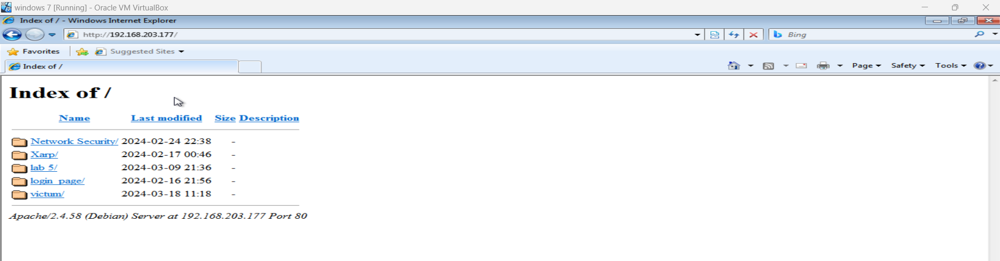 windows 7 [Running] - Oracle VM VirtualBox
Index of / - Windows Internet Explorer
http://192.168.203.177/
Bing
Favorites
Suggested Sites
Index of /
Page
Safety
Tools
Index of /
Name Last modified Size Description
Network Security/ 2024-02-24 22:38 -
Xarp/ 2024-02-17 00:46 -
lab 5/ 2024-03-09 21:36 -
login_page/ 2024-02-16 21:56 -
victum/ 2024-03-18 11:18 -
Apache/2.4.58 (Debian) Server at 192.168.203.177 Port 80